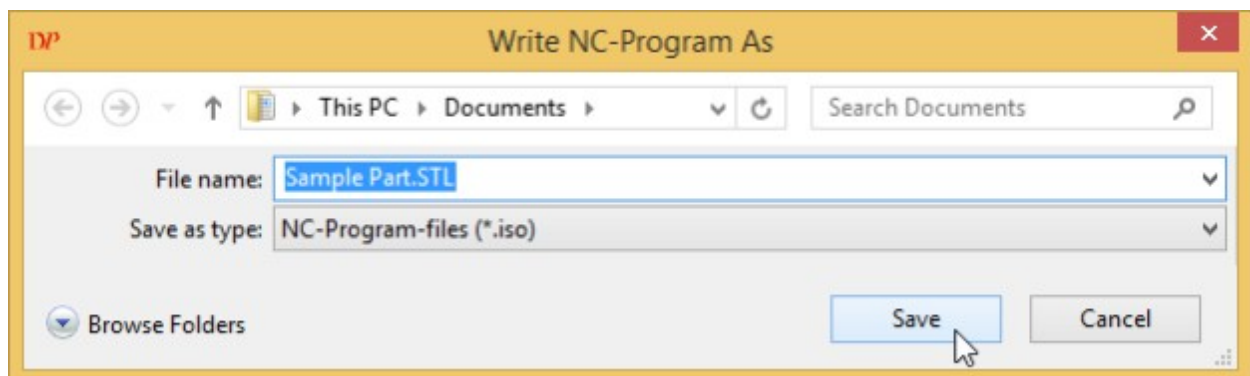 DP Write NC-Program As
This PC Documents Search Documents
File name: Sample Part.STL
Save as type: NC-Program-files (*.iso)
Browse Folders Save Cancel